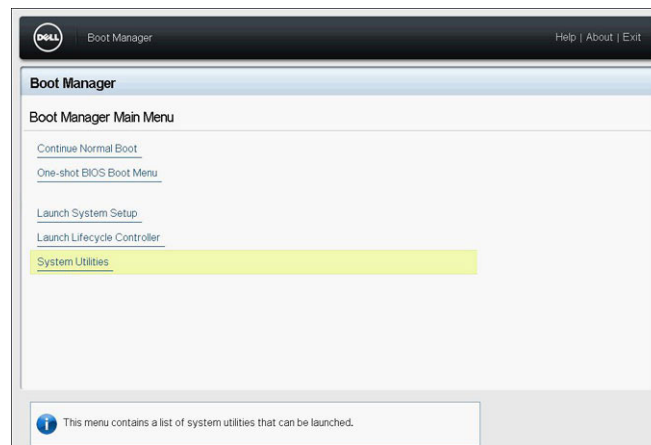 DELL Boot Manager Help | About | Exit
Boot Manager
Boot Manager Main Menu
Continue Normal Boot
One-shot BIOS Boot Menu
Launch System Setup
Launch Lifecycle Controller
System Utilities
This menu contains a list of system utilities that can be launched.